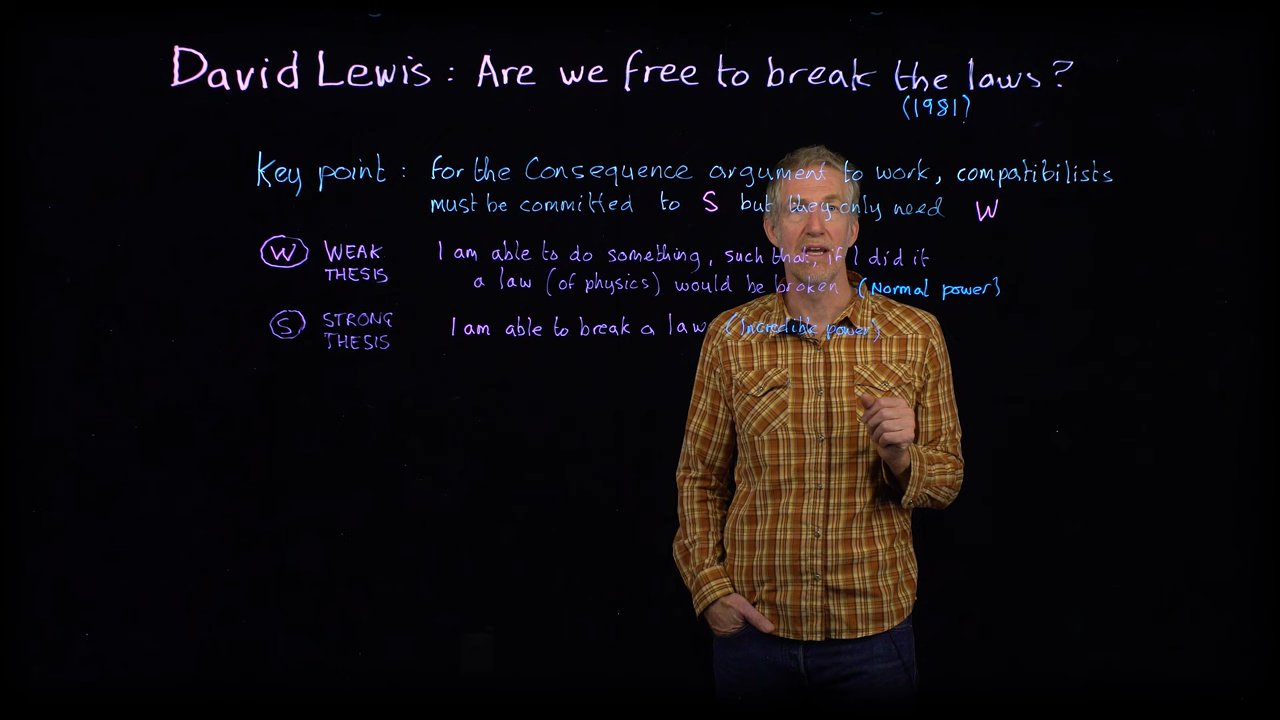 David Lewis : Are we free to break the laws?
(1981)
Key point : for the Consequence argument to work, compatibilists
must be committed to S but they only need W
W WEAK THESIS I am able to do something, such that, if I did it
a law (of physics) would be broken (Normal power)
S STRONG THESIS I am able to break a law (Incredible power)